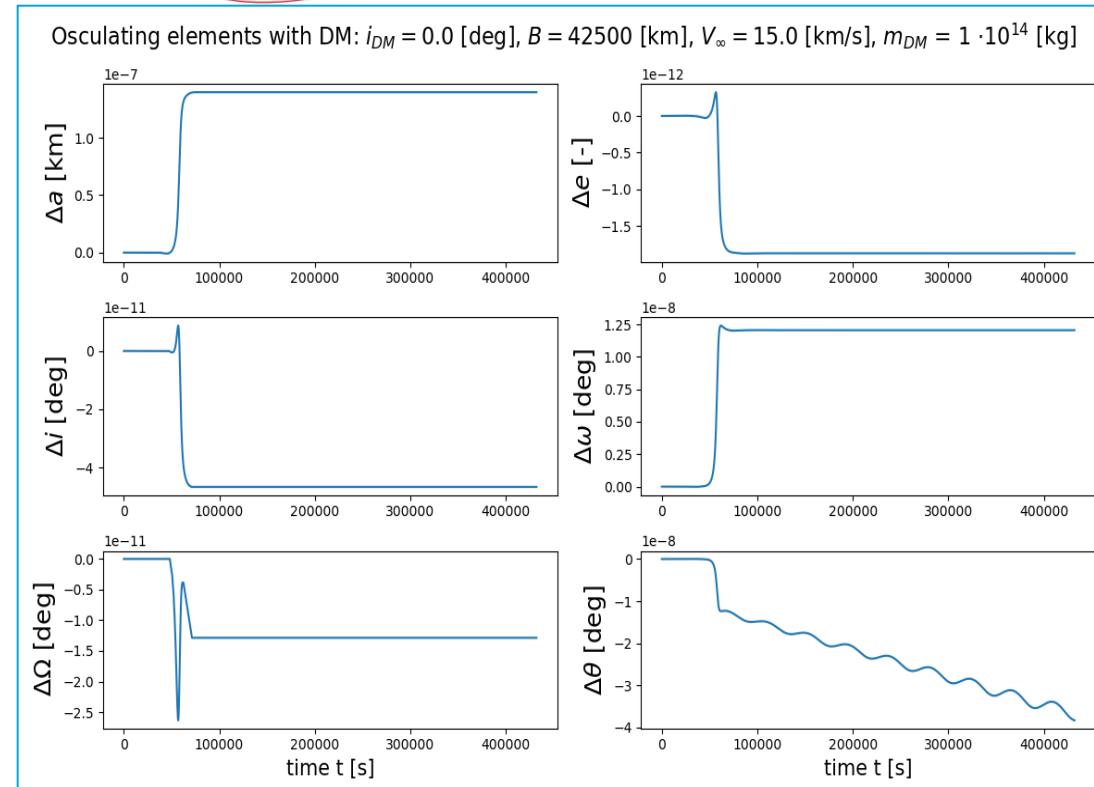 Osculating elements with DM: i_DM = 0.0 [deg], B = 42500 [km], V_∞ = 15.0 [km/s], m_DM = 1 ·10^14 [kg]
1e−7
Δa [km]
1.0
0.5
0.0
0 100000 200000 300000 400000
1e−12
Δe [-]
0.0
−0.5
−1.0
−1.5
0 100000 200000 300000 400000
1e−11
Δi [deg]
0
−2
−4
0 100000 200000 300000 400000
1e−8
Δω [deg]
1.25
1.00
0.75
0.50
0.25
0.00
0 100000 200000 300000 400000
1e−11
ΔΩ [deg]
0.0
−0.5
−1.0
−1.5
−2.0
−2.5
0 100000 200000 300000 400000
time t [s]
1e−8
Δθ [deg]
0
−1
−2
−3
−4
0 100000 200000 300000 400000
time t [s]